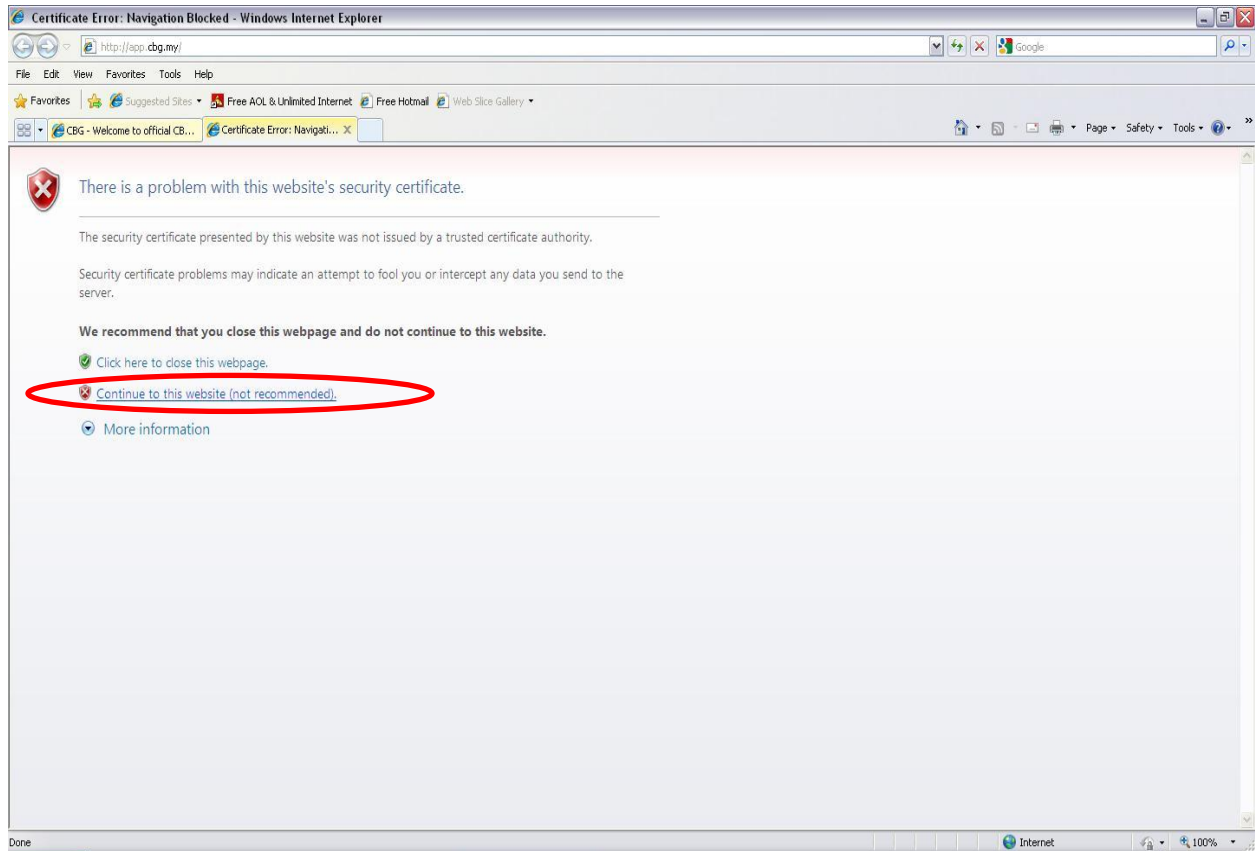 Certificate Error: Navigation Blocked - Windows Internet Explorer
http://app.cbg.my/
Google
File Edit View Favorites Tools Help
Favorites Suggested Sites Free AOL & Unlimited Internet Free Hotmail Web Slice Gallery
CBG - Welcome to official CB... Certificate Error: Navigati... X Page Safety Tools »
There is a problem with this website's security certificate.
The security certificate presented by this website was not issued by a trusted certificate authority.
Security certificate problems may indicate an attempt to fool you or intercept any data you send to the
server.
We recommend that you close this webpage and do not continue to this website.
Click here to close this webpage.
Continue to this website (not recommended).
More information
Done Internet 100%